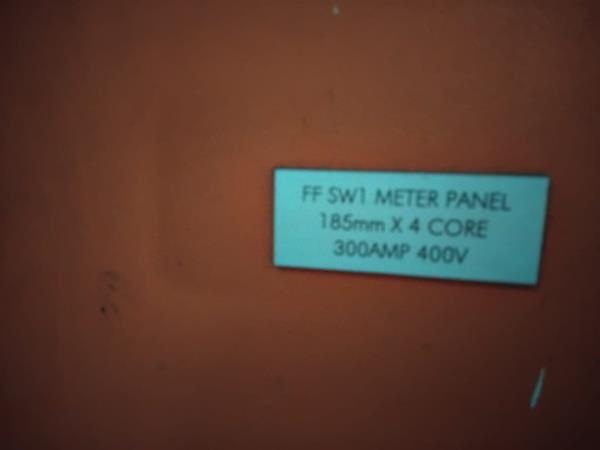 FF SW1 METER PANEL
185mm X 4 CORE
300AMP 400V